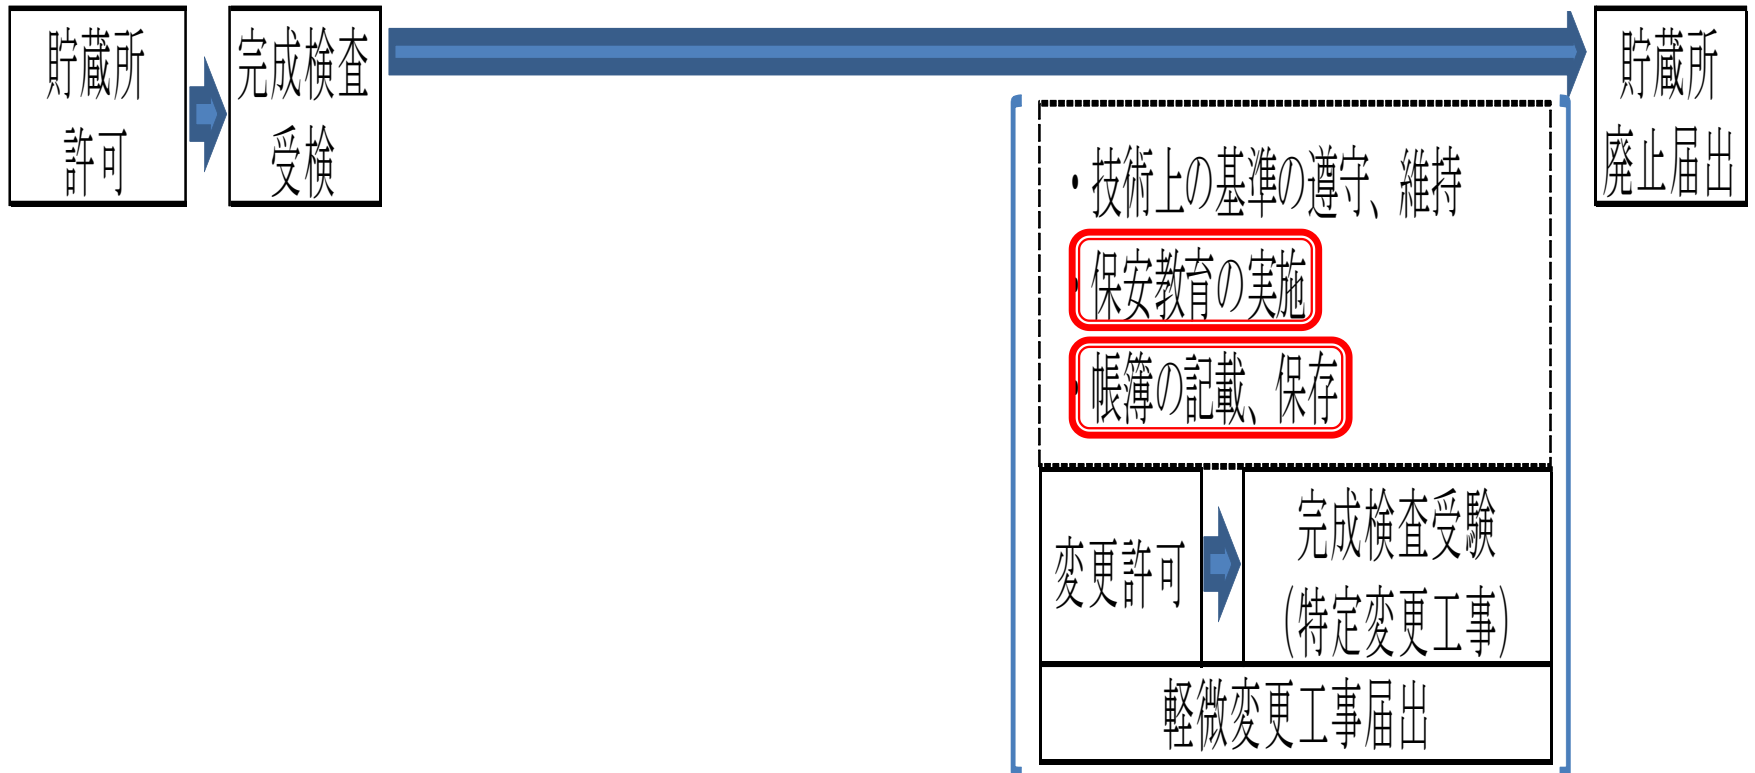 貯蔵所
許可
完成検査
受検
貯蔵所
廃止届出
・技術上の基準の遵守、維持
・保安教育の実施
・帳簿の記載、保存
変更許可
完成検査受験
(特定変更工事)
軽微変更工事届出